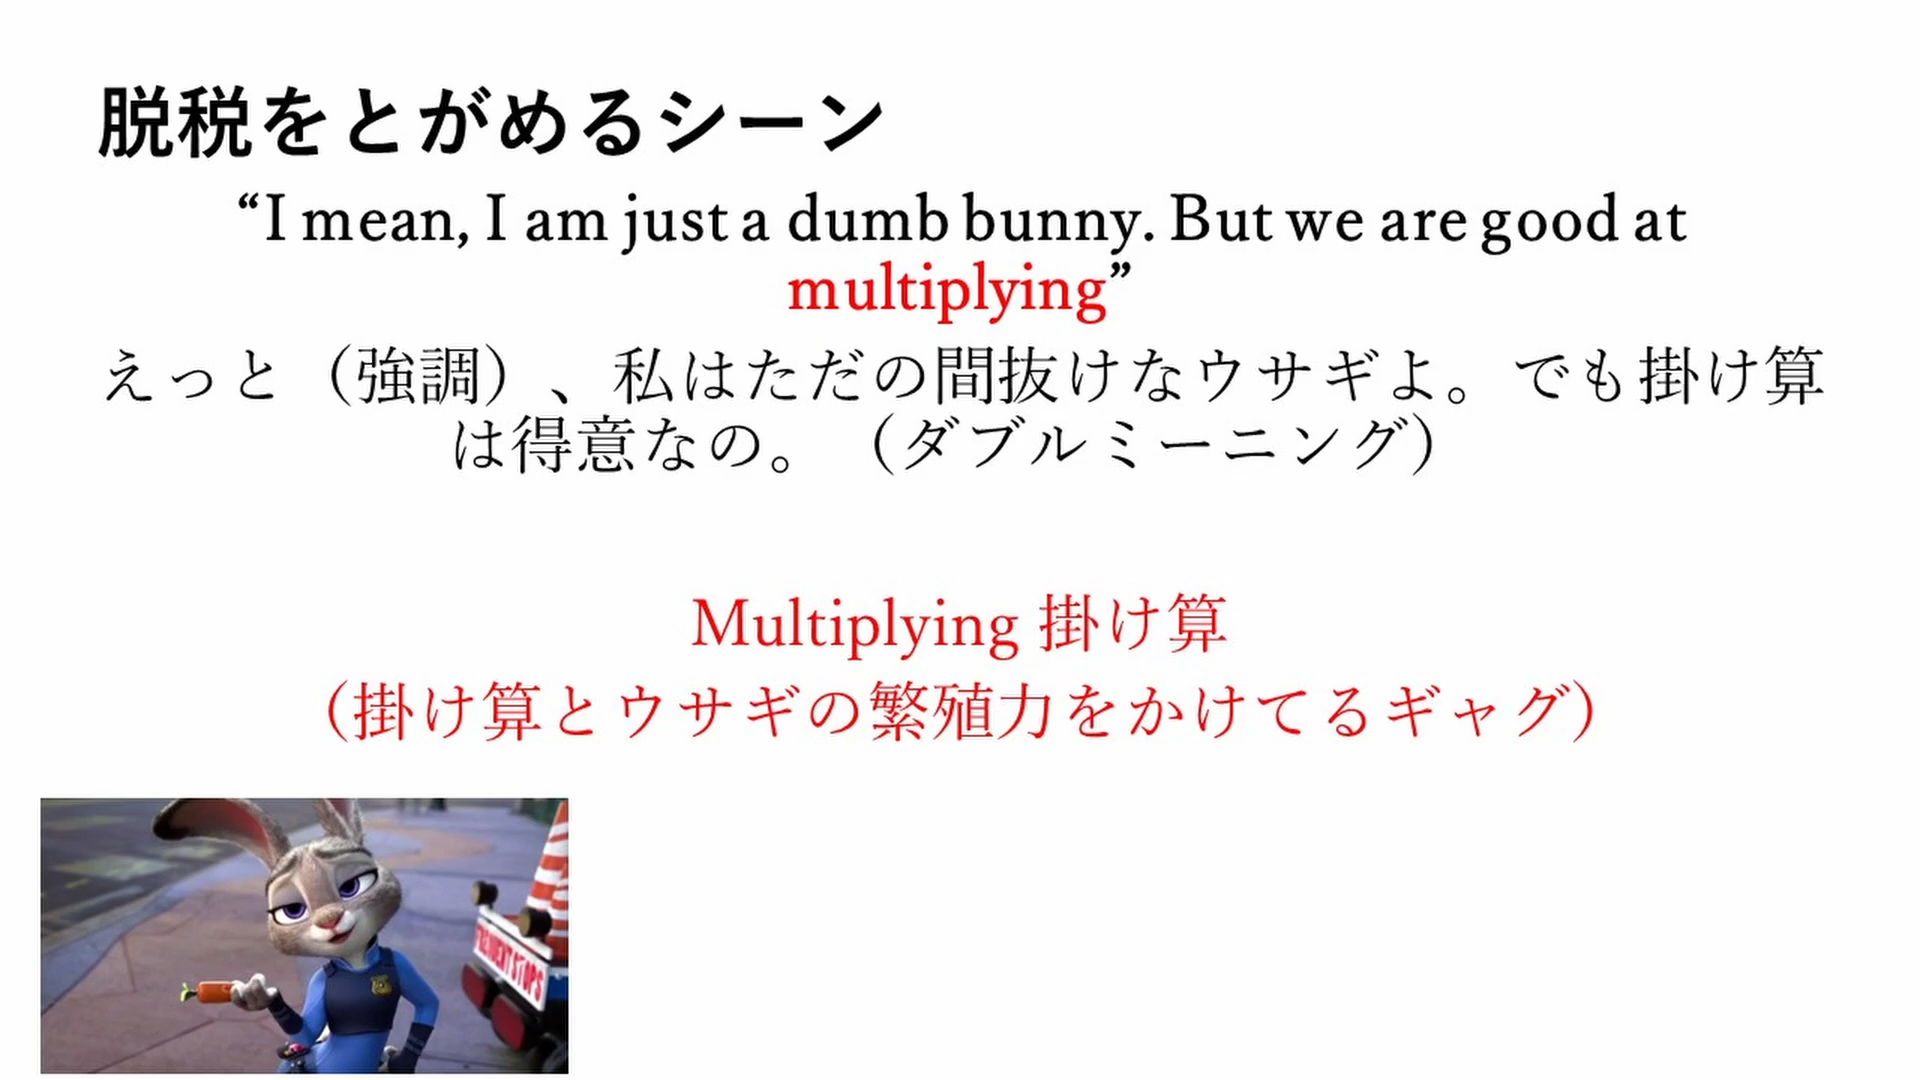 脱税をとがめるシーン
“I mean, I am just a dumb bunny. But we are good at
multiplying”
えっと（強調）、私はただの間抜けなウサギよ。でも掛け算
は得意なの。（ダブルミーニング）
Multiplying 掛け算
（掛け算とウサギの繁殖力をかけてるギャグ）
STOPS